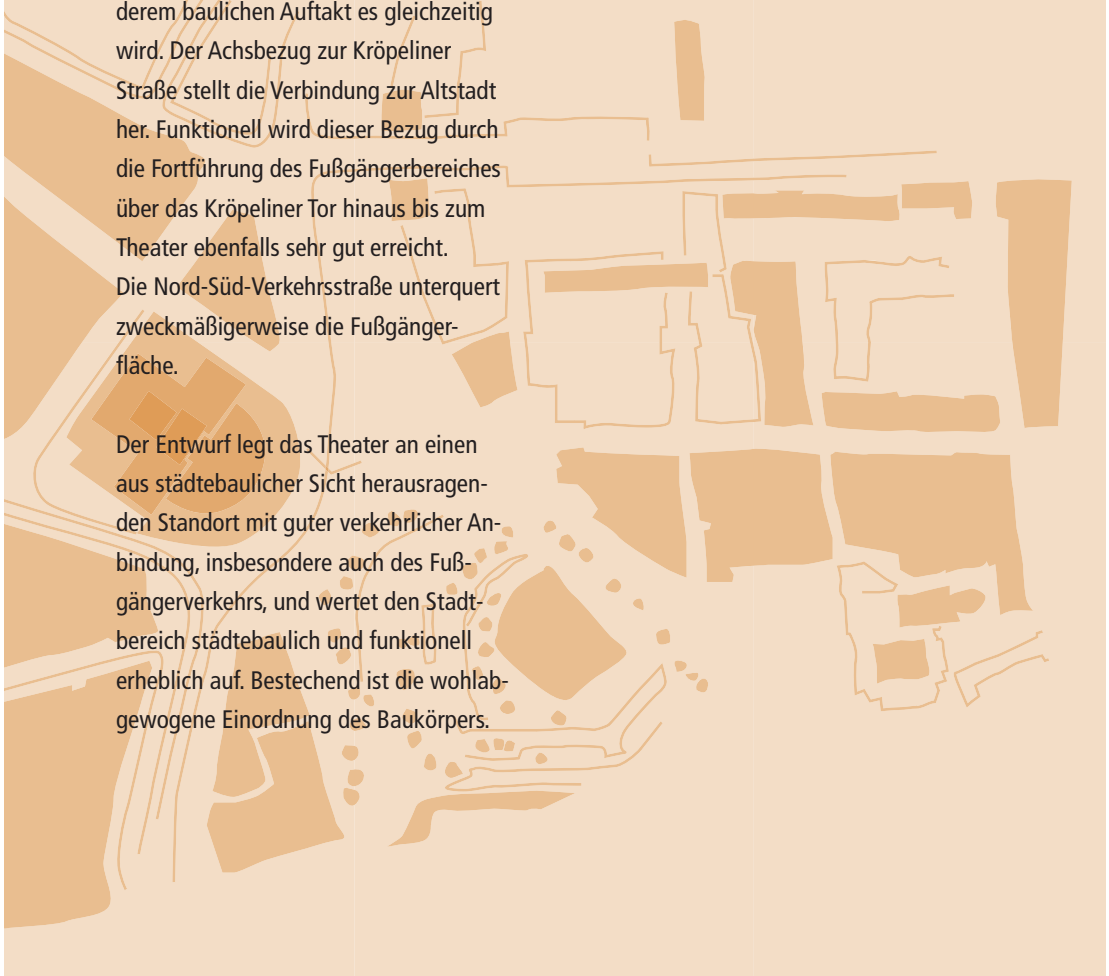 derem baulichen Auftakt es gleichzeitig
wird. Der Achsbezug zur Kröpeliner
Straße stellt die Verbindung zur Altstadt
her. Funktionell wird dieser Bezug durch
die Fortführung des Fußgängerbereiches
über das Kröpeliner Tor hinaus bis zum
Theater ebenfalls sehr gut erreicht.
Die Nord-Süd-Verkehrsstraße unterquert
zweckmäßigerweise die Fußgänger-
fläche.
Der Entwurf legt das Theater an einen
aus städtebaulicher Sicht herausragen-
den Standort mit guter verkehrlicher An-
bindung, insbesondere auch des Fuß-
gängerverkehrs, und wertet den Stadt-
bereich städtebaulich und funktionell
erheblich auf. Bestechend ist die wohlab-
gewogene Einordnung des Baukörpers.